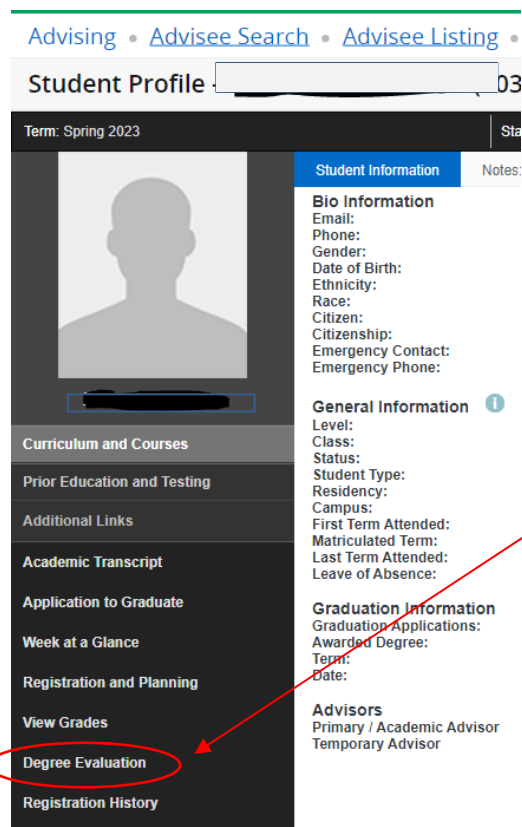 Advising • Advisee Search • Advisee Listing •
Student Profile -
Term: Spring 2023
Student Information Notes:
Bio Information
Email:
Phone:
Gender:
Date of Birth:
Ethnicity:
Race:
Citizen:
Citizenship:
Emergency Contact:
Emergency Phone:
General Information
Level:
Class:
Status:
Student Type:
Residency:
Campus:
First Term Attended:
Matriculated Term:
Last Term Attended:
Leave of Absence:
Graduation Information
Graduation Applications:
Awarded Degree:
Term:
Date:
Advisors
Primary / Academic Advisor
Temporary Advisor
Curriculum and Courses
Prior Education and Testing
Additional Links
Academic Transcript
Application to Graduate
Week at a Glance
Registration and Planning
View Grades
Degree Evaluation
Registration History